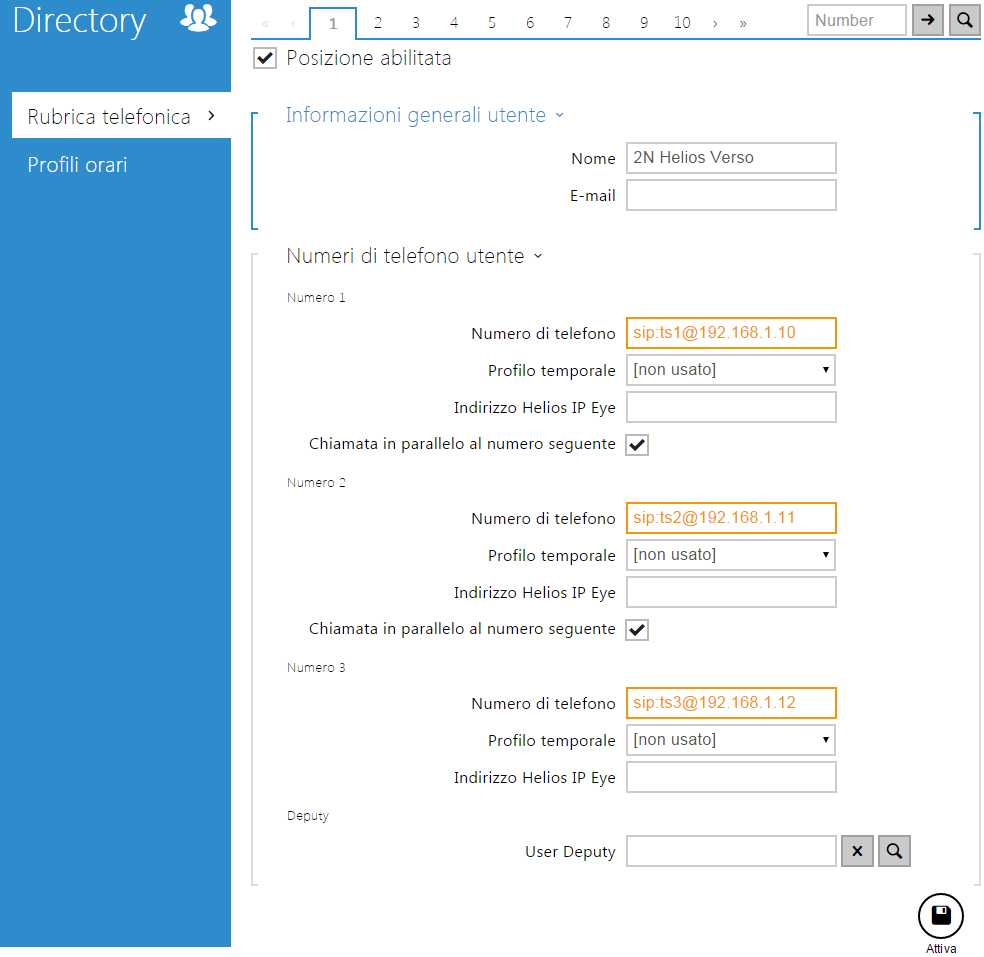 Directory
« ‹ 1 2 3 4 5 6 7 8 9 10 › » Number
Posizione abilitata
Rubrica telefonica ›
Profili orari
Informazioni generali utente
Nome 2N Helios Verso
E-mail
Numeri di telefono utente
Numero 1
Numero di telefono sip:ts1@192.168.1.10
Profilo temporale [non usato]
Indirizzo Helios IP Eye
Chiamata in parallelo al numero seguente
Numero 2
Numero di telefono sip:ts2@192.168.1.11
Profilo temporale [non usato]
Indirizzo Helios IP Eye
Chiamata in parallelo al numero seguente
Numero 3
Numero di telefono sip:ts3@192.168.1.12
Profilo temporale [non usato]
Indirizzo Helios IP Eye
Deputy
User Deputy
Attiva